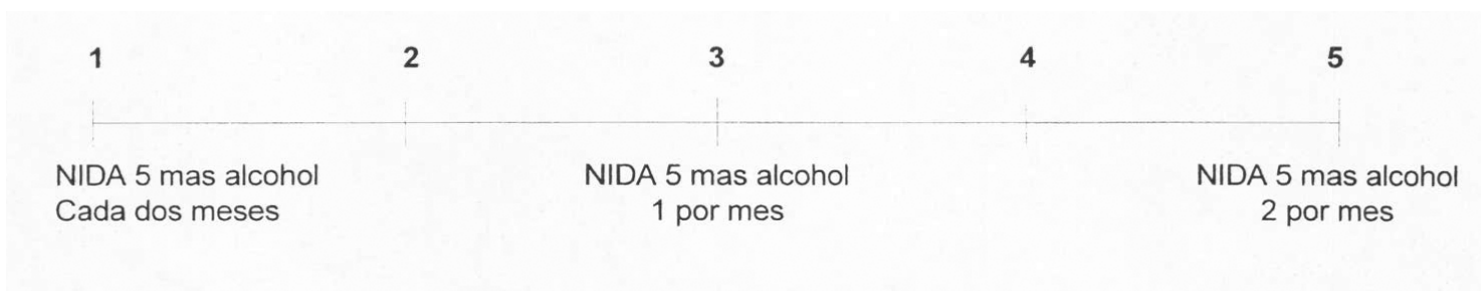 1 2 3 4 5
NIDA 5 mas alcohol NIDA 5 mas alcohol NIDA 5 mas alcohol
Cada dos meses 1 por mes 2 por mes